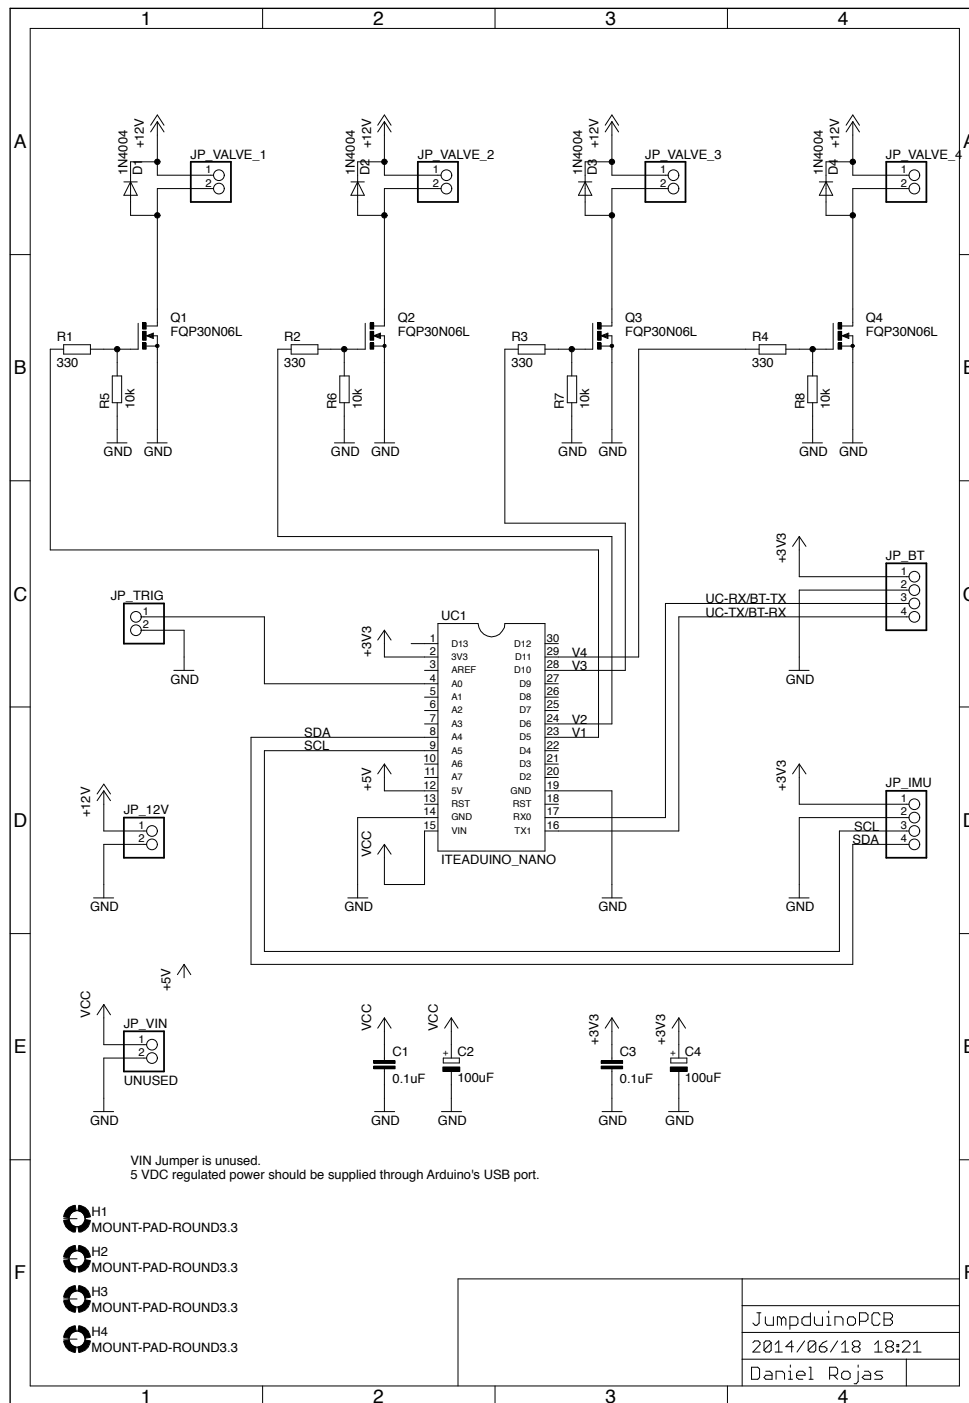 1 2 3 4
A A
+12V +12V +12V +12V
1N4004 1N4004 1N4004 1N4004
D1 D2 D3 D4
JP_VALVE_1 JP_VALVE_2 JP_VALVE_3 JP_VALVE_4
1 1 1 1
2 2 2 2
B B
Q1 Q2 Q3 Q4
FQP30N06L FQP30N06L FQP30N06L FQP30N06L
R1 R2 R3 R4
330 330 330 330
R5 10k R6 10k R7 10k R8 10k
GND GND GND GND GND GND GND GND
C C
+3V3 JP_BT
1
2
UC-RX/BT-TX 3
UC-TX/BT-RX 4
GND
JP_TRIG
1
2
GND
UC1
+3V3
1 D13 D12 30
2 3V3 D11 29 V4
3 AREF D10 28 V3
4 A0 D9 27
5 A1 D8 26
6 A2 D7 25
7 A3 D6 24 V2
SDA 8 A4 D5 23 V1
SCL 9 A5 D4 22
10 A6 D3 21
11 A7 D2 20
+5V 12 5V GND 19
13 RST RST 18
14 GND RX0 17
VCC 15 VIN TX1 16
ITEADUINO_NANO
GND GND
D D
+12V JP_12V
1
2
GND
+3V3 JP_IMU
1
2
SCL 3
SDA 4
GND
E E
+5V
VCC JP_VIN
1
2
UNUSED
GND
VCC C1 0.1uF GND
VCC + C2 100uF GND
+3V3 C3 0.1uF GND
+3V3 + C4 100uF GND
VIN Jumper is unused.
5 VDC regulated power should be supplied through Arduino's USB port.
F F
H1
MOUNT-PAD-ROUND3.3
H2
MOUNT-PAD-ROUND3.3
H3
MOUNT-PAD-ROUND3.3
H4
MOUNT-PAD-ROUND3.3
JumpduinoPCB
2014/06/18 18:21
Daniel Rojas
1 2 3 4